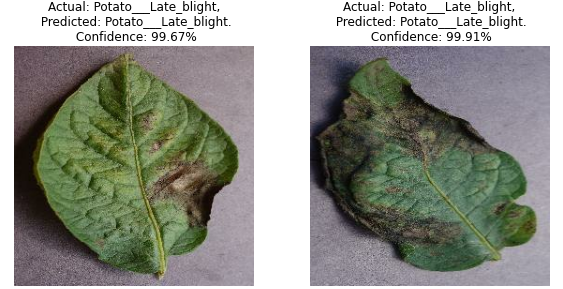 Actual: Potato___Late_blight,
Predicted: Potato___Late_blight.
Confidence: 99.67%
Actual: Potato___Late_blight,
Predicted: Potato___Late_blight.
Confidence: 99.91%